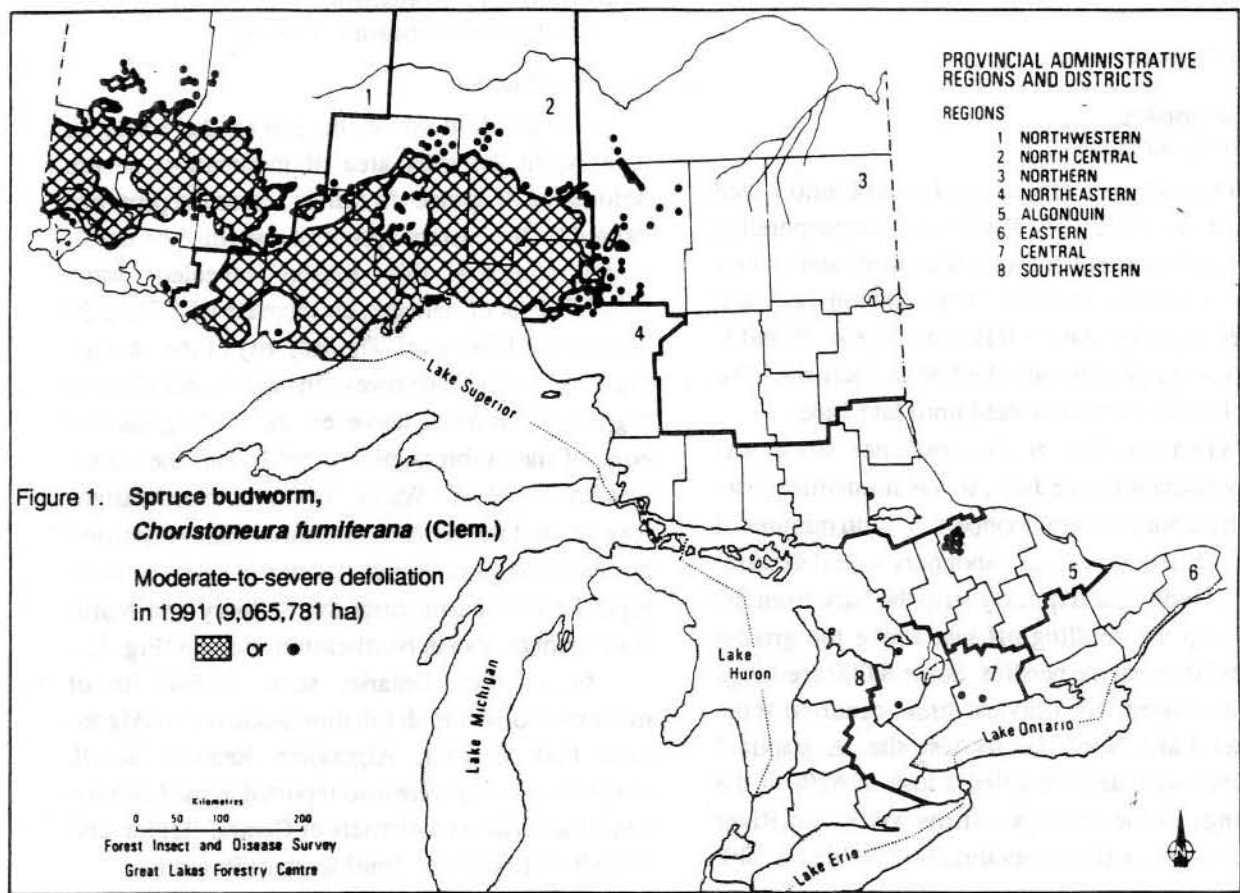 PROVINCIAL ADMINISTRATIVE
REGIONS AND DISTRICTS
REGIONS
1 NORTHWESTERN
2 NORTH CENTRAL
3 NORTHERN
4 NORTHEASTERN
5 ALGONQUIN
6 EASTERN
7 CENTRAL
8 SOUTHWESTERN
1
2
3
4
5
6
7
8
Lake Superior
Lake Michigan
Lake
Huron
Lake Ontario
Lake Erie
Figure 1. Spruce budworm,
Choristoneura fumiferana (Clem.)
Moderate-to-severe defoliation
in 1991 (9,065,781 ha)
or
Kilometres
100 0 100 200
Forest Insect and Disease Survey
Great Lakes Forestry Centre